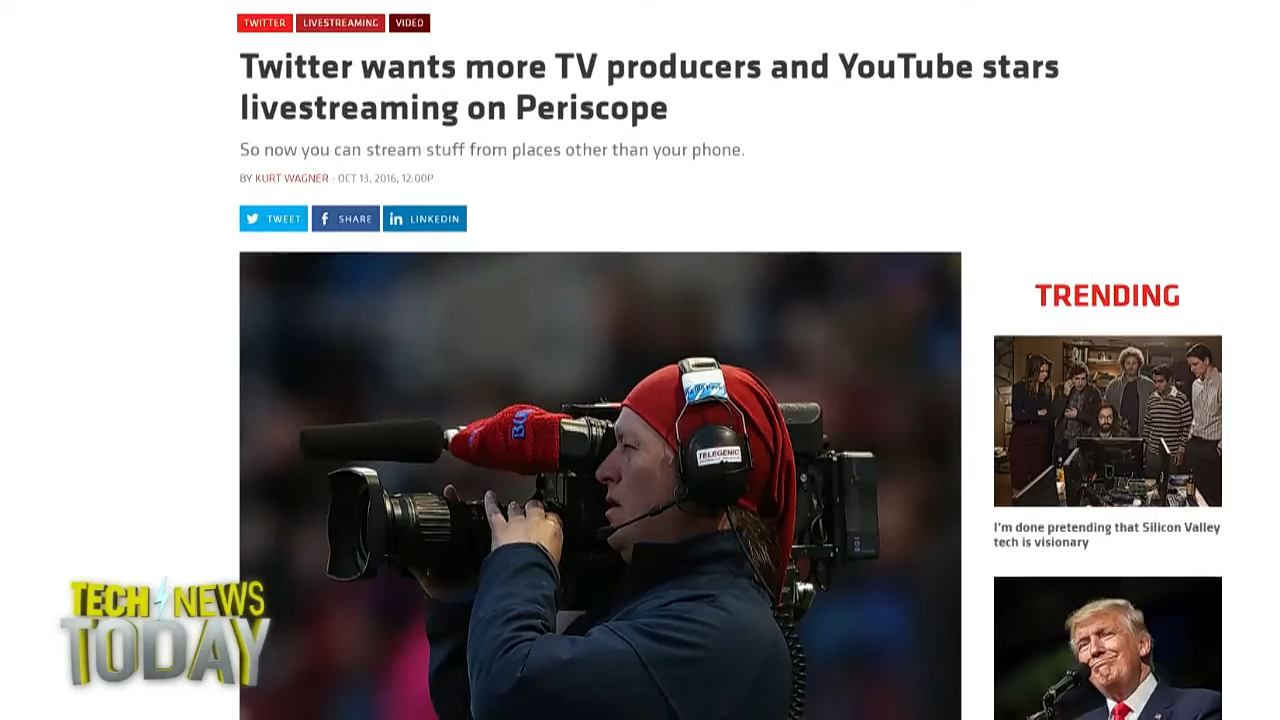 TWITTER LIVESTREAMING VIDEO
Twitter wants more TV producers and YouTube stars
livestreaming on Periscope
So now you can stream stuff from places other than your phone.
BY KURT WAGNER · OCT 13, 2016, 12:00P
TWEET SHARE LINKEDIN
TRENDING
TELEGENIC
I'm done pretending that Silicon Valley
tech is visionary
TECH NEWS
TODAY